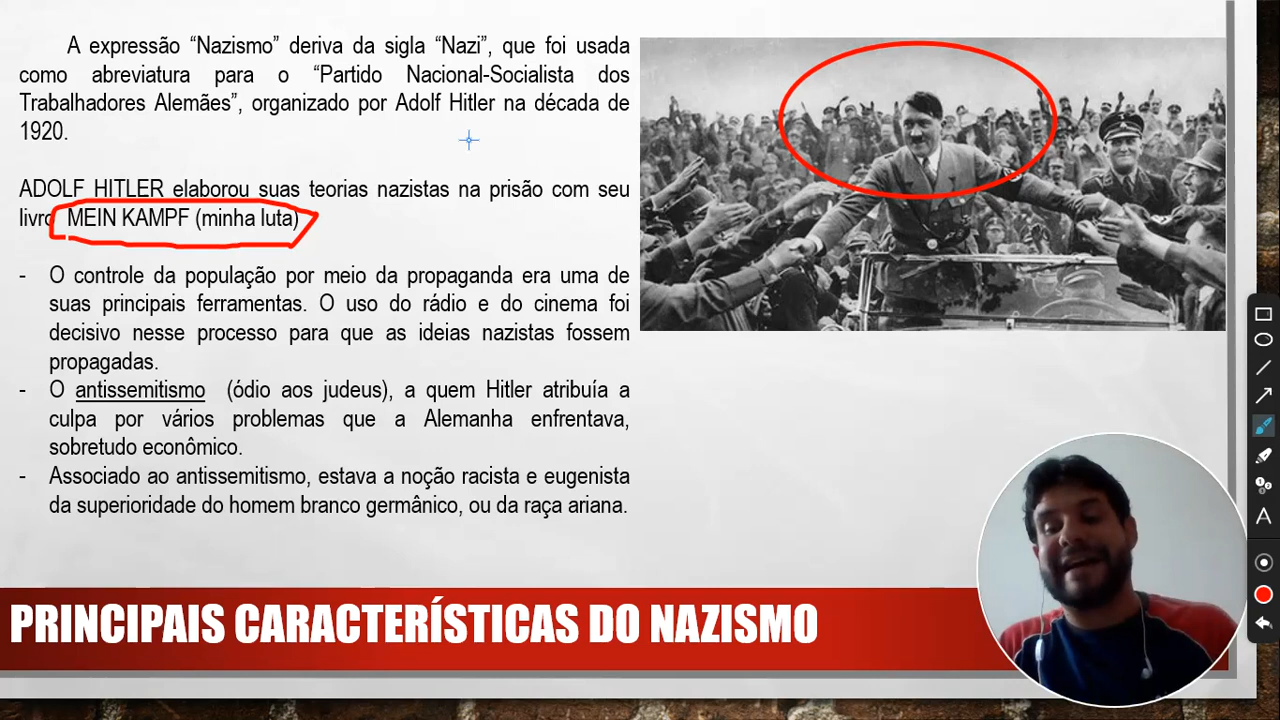 A expressão “Nazismo” deriva da sigla “Nazi”, que foi usada
como abreviatura para o “Partido Nacional-Socialista dos
Trabalhadores Alemães”, organizado por Adolf Hitler na década de
1920.
ADOLF HITLER elaborou suas teorias nazistas na prisão com seu
livro MEIN KAMPF (minha luta)
- O controle da população por meio da propaganda era uma de
suas principais ferramentas. O uso do rádio e do cinema foi
decisivo nesse processo para que as ideias nazistas fossem
propagadas.
- O antissemitismo (ódio aos judeus), a quem Hitler atribuía a
culpa por vários problemas que a Alemanha enfrentava,
sobretudo econômico.
- Associado ao antissemitismo, estava a noção racista e eugenista
da superioridade do homem branco germânico, ou da raça ariana.
PRINCIPAIS CARACTERÍSTICAS DO NAZISMO